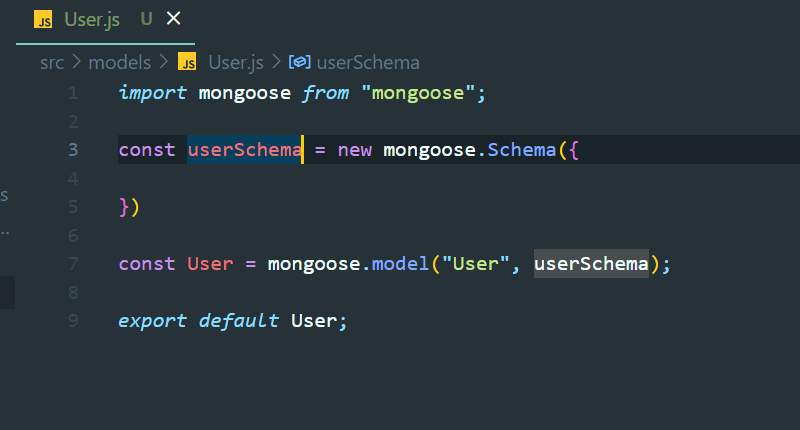 JS User.js U
src > models > JS User.js > userSchema
1 import mongoose from "mongoose";
2
3 const userSchema = new mongoose.Schema({
4
5 })
6
7 const User = mongoose.model("User", userSchema);
8
9 export default User;
s
..